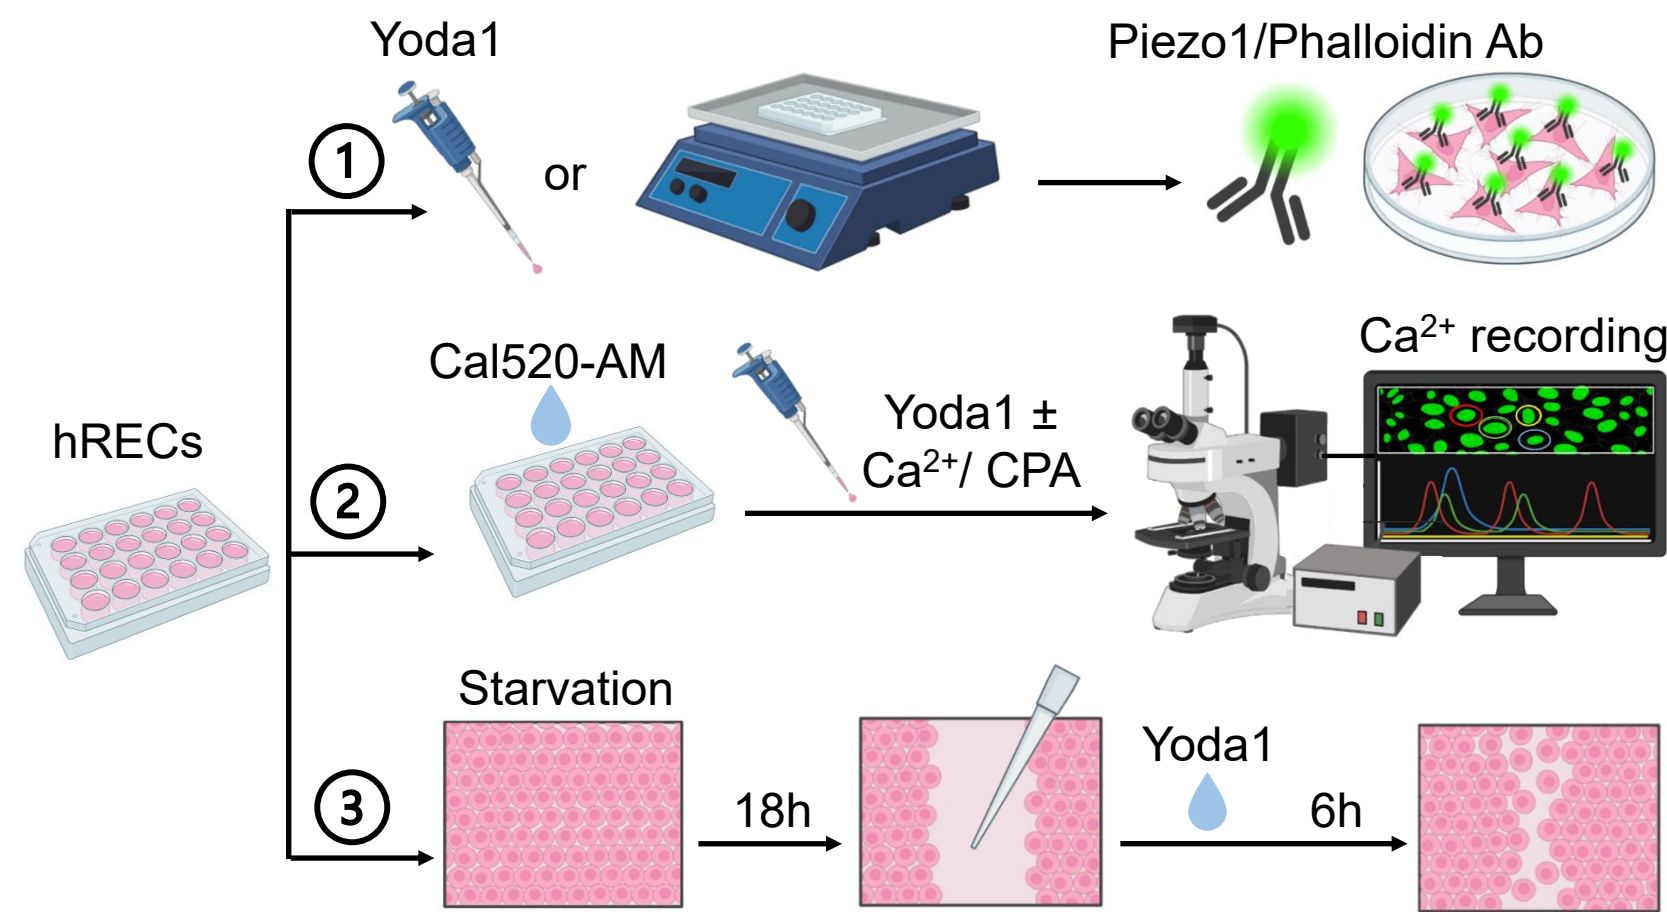 Yoda1
Piezo1/Phalloidin Ab
1
or
Cal520-AM
Ca²⁺ recording
Yoda1 ±
Ca²⁺/ CPA
hRECs
2
Starvation
Yoda1
3
18h
6h